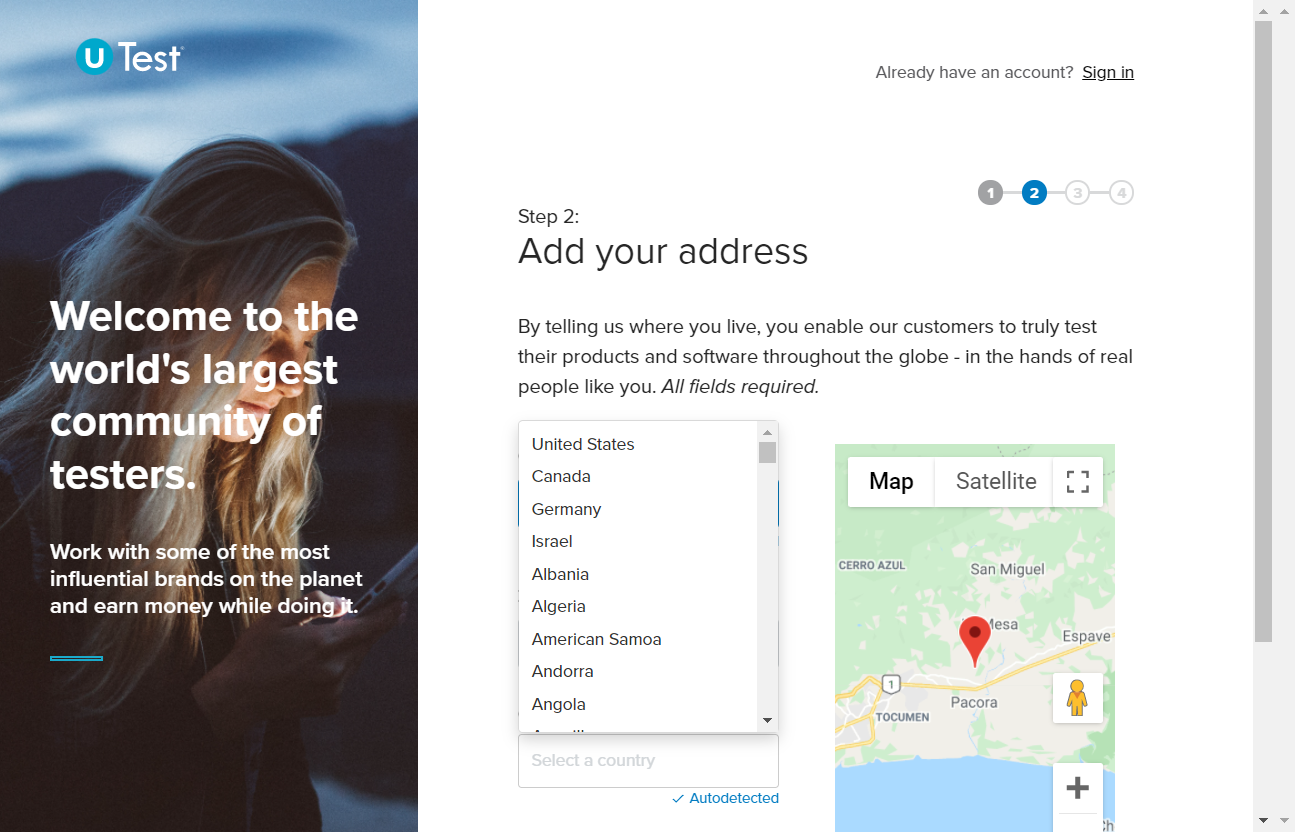 U Test
Already have an account? Sign in
1 2 3 4
Step 2:
Add your address
Welcome to the
world's largest
community of
testers.
Work with some of the most
influential brands on the planet
and earn money while doing it.
By telling us where you live, you enable our customers to truly test
their products and software throughout the globe - in the hands of real
people like you. All fields required.
United States
Canada
Germany
Israel
Albania
Algeria
American Samoa
Andorra
Angola
Select a country
Autodetected
Map Satellite
CERRO AZUL
San Miguel
Mesa
Espave
1
Pacora
TOCUMEN